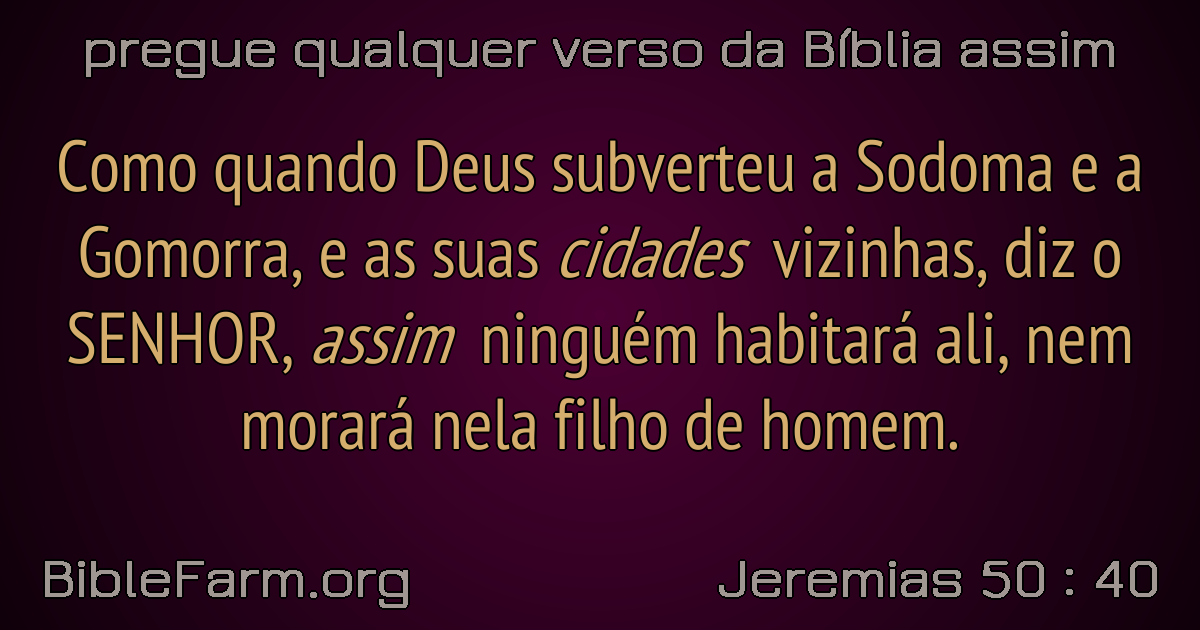 pregue qualquer verso da Bíblia assim
Como quando Deus subverteu a Sodoma e a
Gomorra, e as suas cidades vizinhas, diz o
SENHOR, assim ninguém habitará ali, nem
morará nela filho de homem.
BibleFarm.org
Jeremias 50 : 40